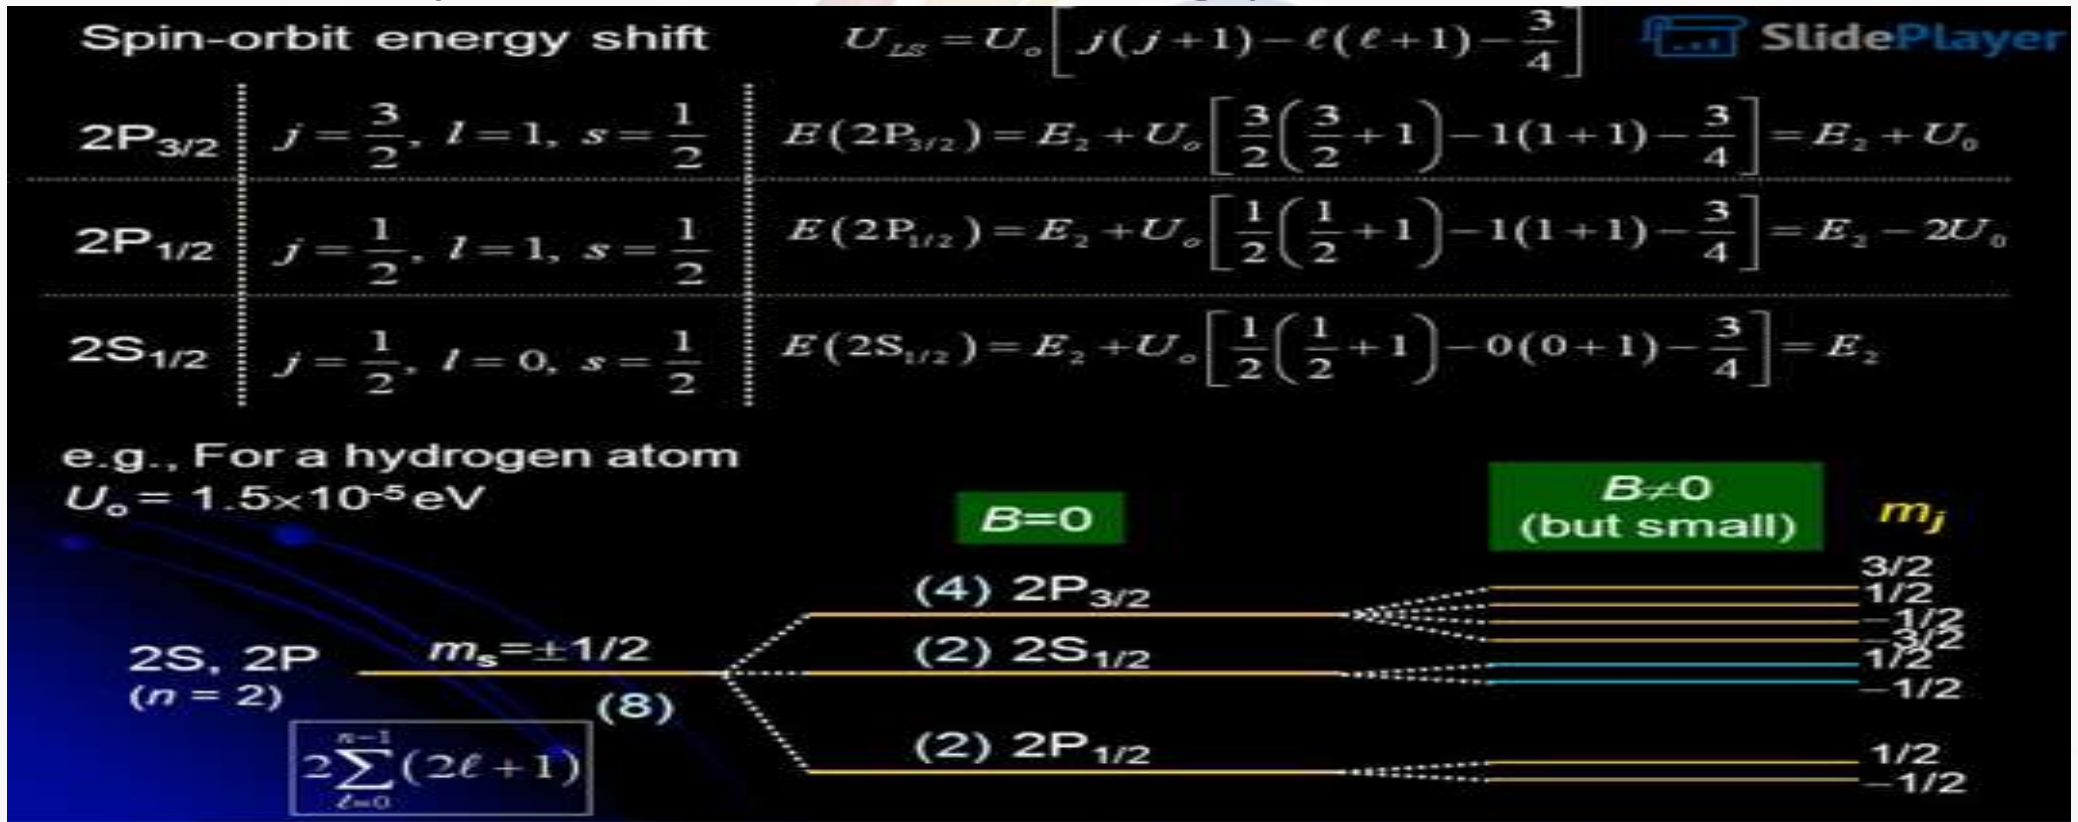 Spin-orbit energy shift U_LS = U_o [ j(j+1) − ℓ(ℓ+1) − 3/4 ] SlidePlayer
2P3/2 j = 3/2, l = 1, s = 1/2 E(2P3/2) = E2 + U_o [ 3/2 ( 3/2 + 1 ) − 1(1+1) − 3/4 ] = E2 + U0
2P1/2 j = 1/2, l = 1, s = 1/2 E(2P1/2) = E2 + U_o [ 1/2 ( 1/2 + 1 ) − 1(1+1) − 3/4 ] = E2 − 2U0
2S1/2 j = 1/2, l = 0, s = 1/2 E(2S1/2) = E2 + U_o [ 1/2 ( 1/2 + 1 ) − 0(0+1) − 3/4 ] = E2
e.g., For a hydrogen atom
U_o = 1.5×10^-5 eV
B=0
B≠0
(but small)
m_j
(4) 2P3/2
3/2
1/2
−1/2
−3/2
2S, 2P
(n = 2)
m_s=±1/2
(8)
(2) 2S1/2
1/2
−1/2
2∑_{ℓ=0}^{n−1}(2ℓ+1)
(2) 2P1/2
1/2
−1/2